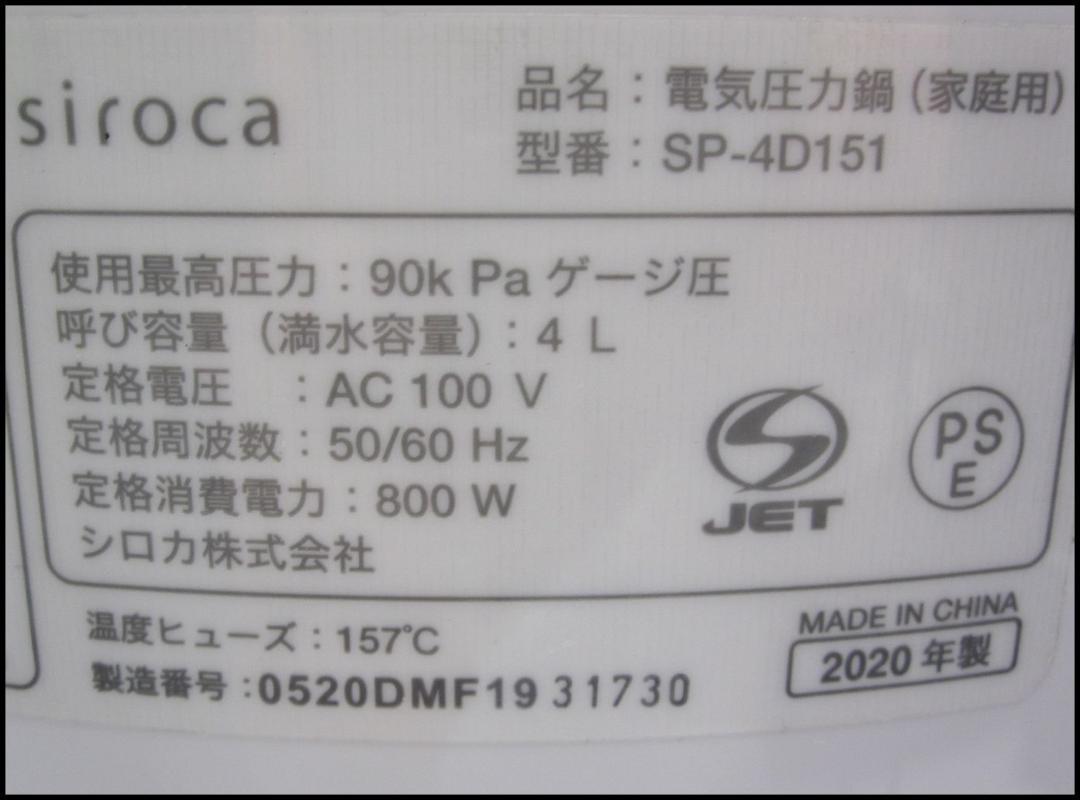 siroca
品名：電気圧力鍋（家庭用）
型番：SP-4D151
使用最高圧力：90k Pa ゲージ圧
呼び容量（満水容量）：4 L
定格電圧　：AC 100 V
定格周波数：50/60 Hz
定格消費電力：800 W
シロカ株式会社
JET
PS
E
温度ヒューズ：157℃
製造番号：0520DMF19 31730
MADE IN CHINA
2020 年製